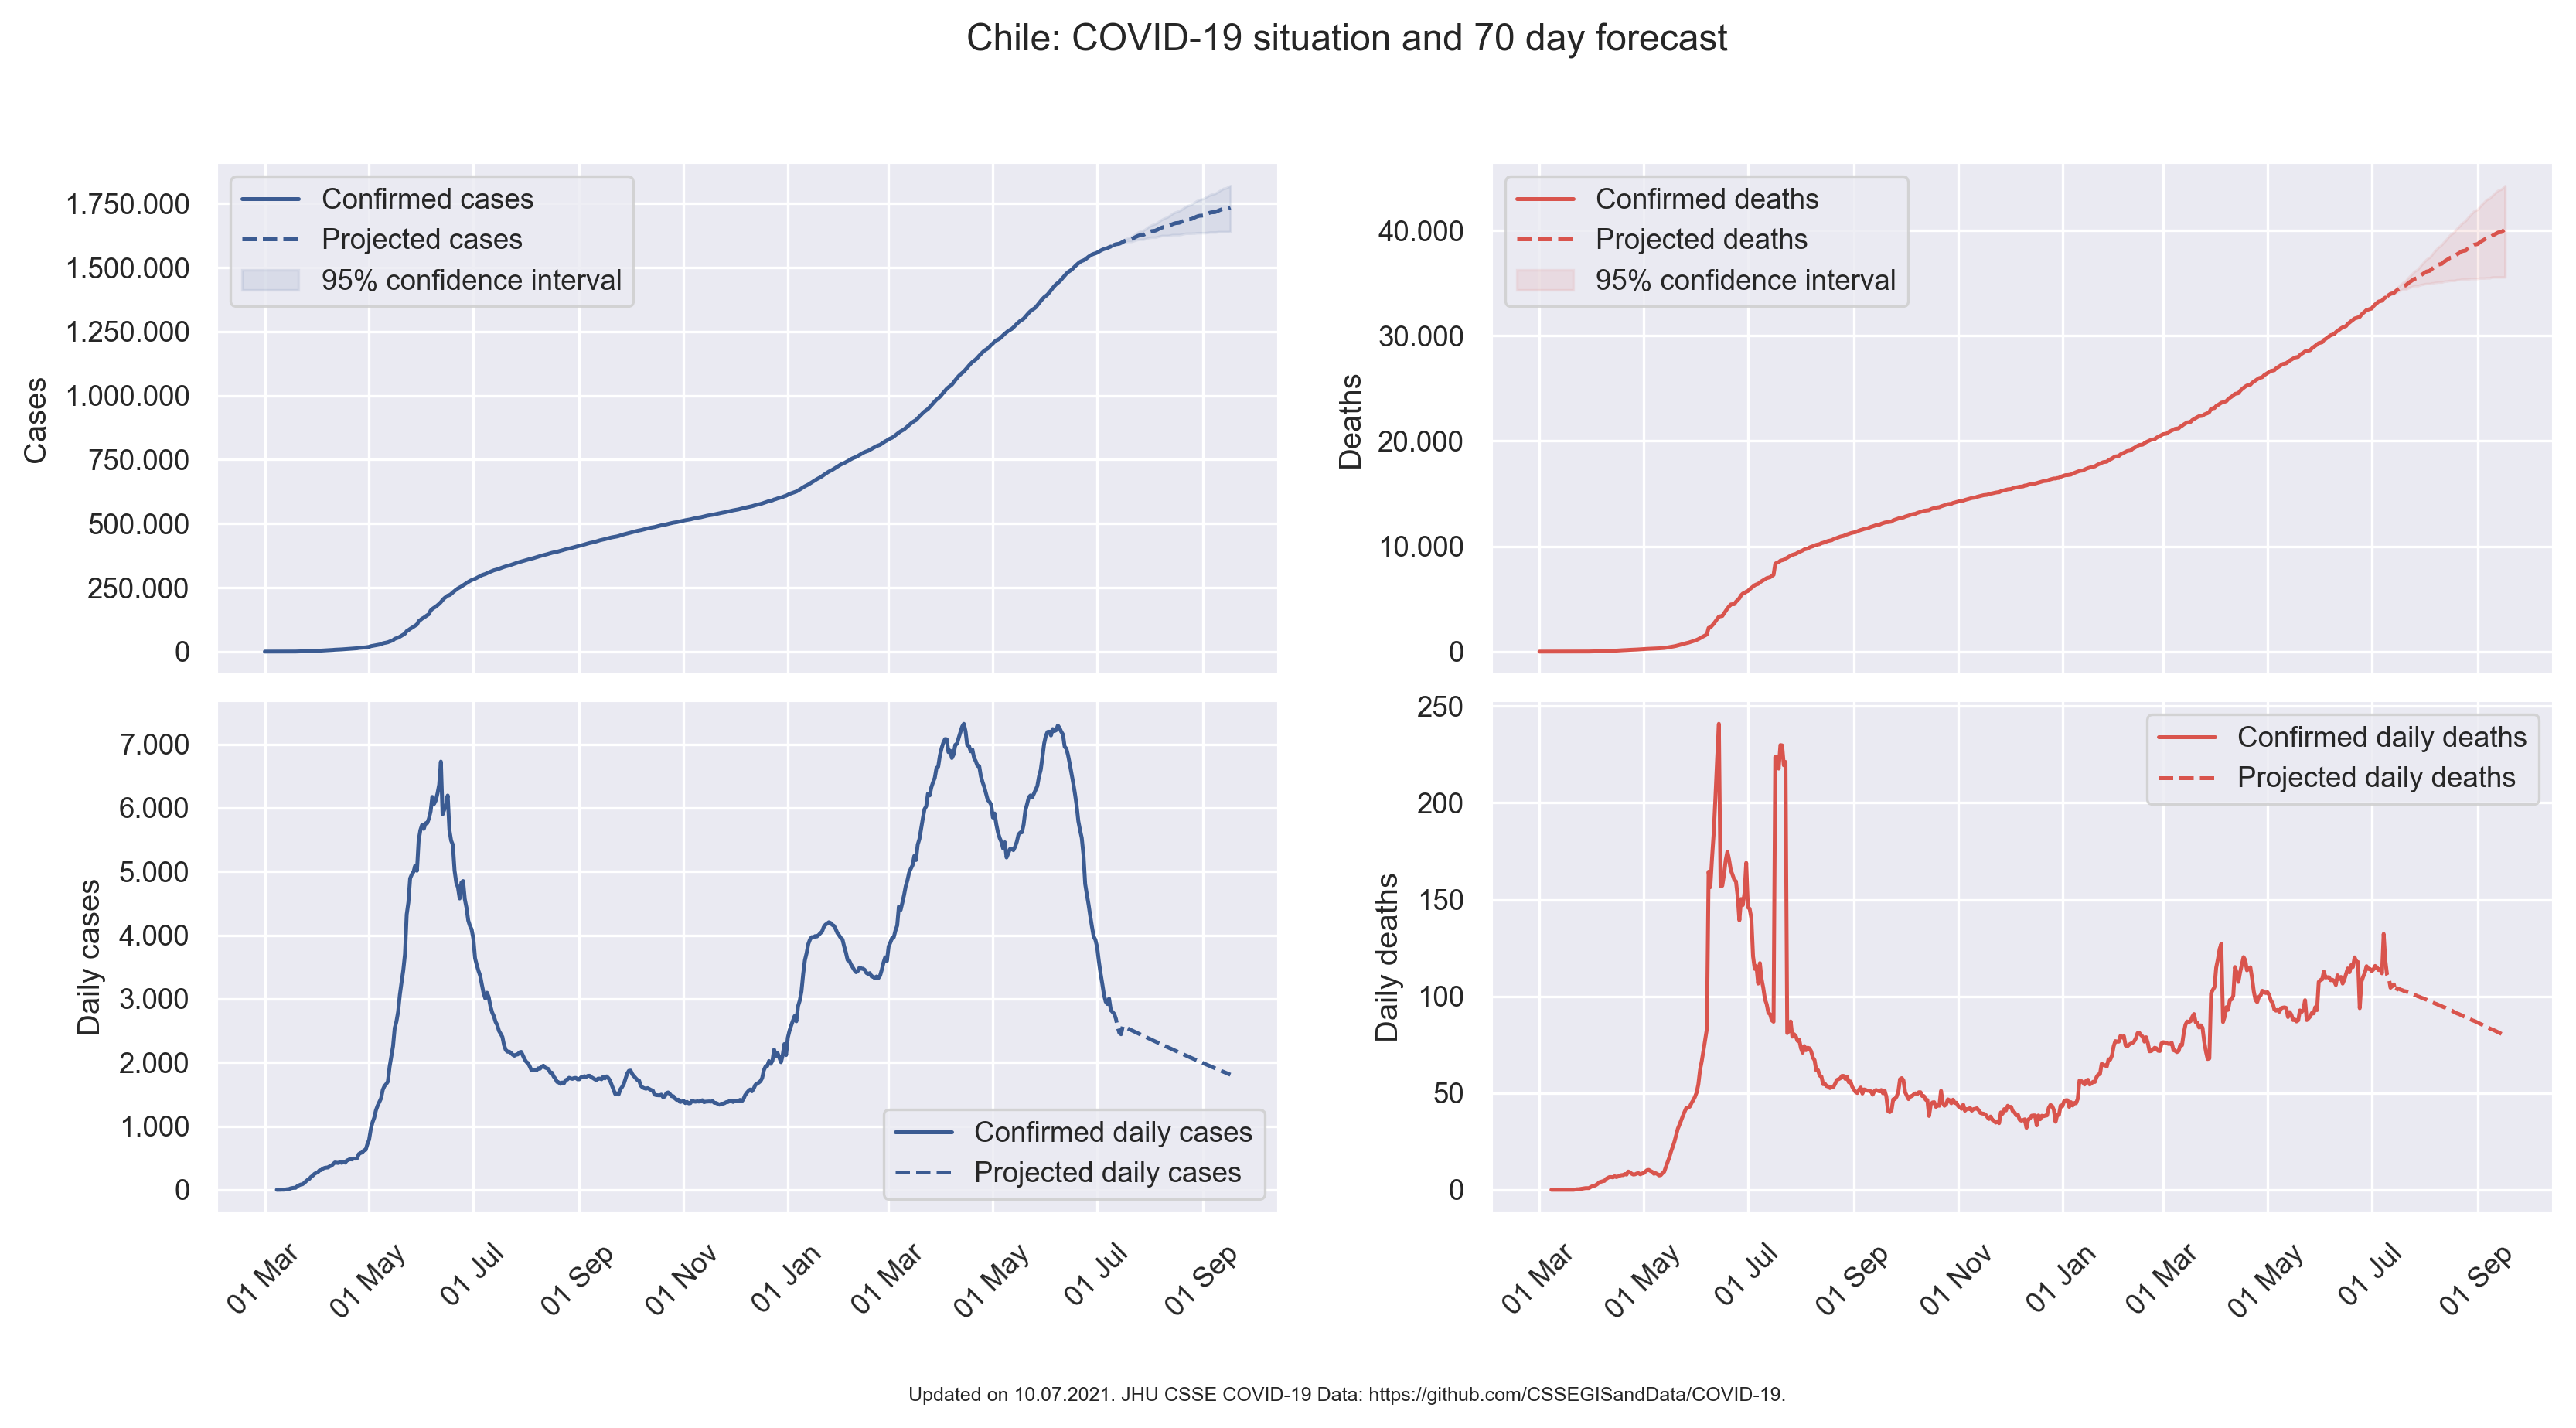 Chile: COVID-19 situation and 70 day forecast
Cases
1.750.000
1.500.000
1.250.000
1.000.000
750.000
500.000
250.000
0
Confirmed cases
Projected cases
95% confidence interval
Deaths
40.000
30.000
20.000
10.000
0
Confirmed deaths
Projected deaths
95% confidence interval
Daily cases
7.000
6.000
5.000
4.000
3.000
2.000
1.000
0
Confirmed daily cases
Projected daily cases
01 Mar
01 May
01 Jul
01 Sep
01 Nov
01 Jan
01 Mar
01 May
01 Jul
01 Sep
Daily deaths
250
200
150
100
50
0
Confirmed daily deaths
Projected daily deaths
01 Mar
01 May
01 Jul
01 Sep
01 Nov
01 Jan
01 Mar
01 May
01 Jul
01 Sep
Updated on 10.07.2021. JHU CSSE COVID-19 Data: https://github.com/CSSEGISandData/COVID-19.